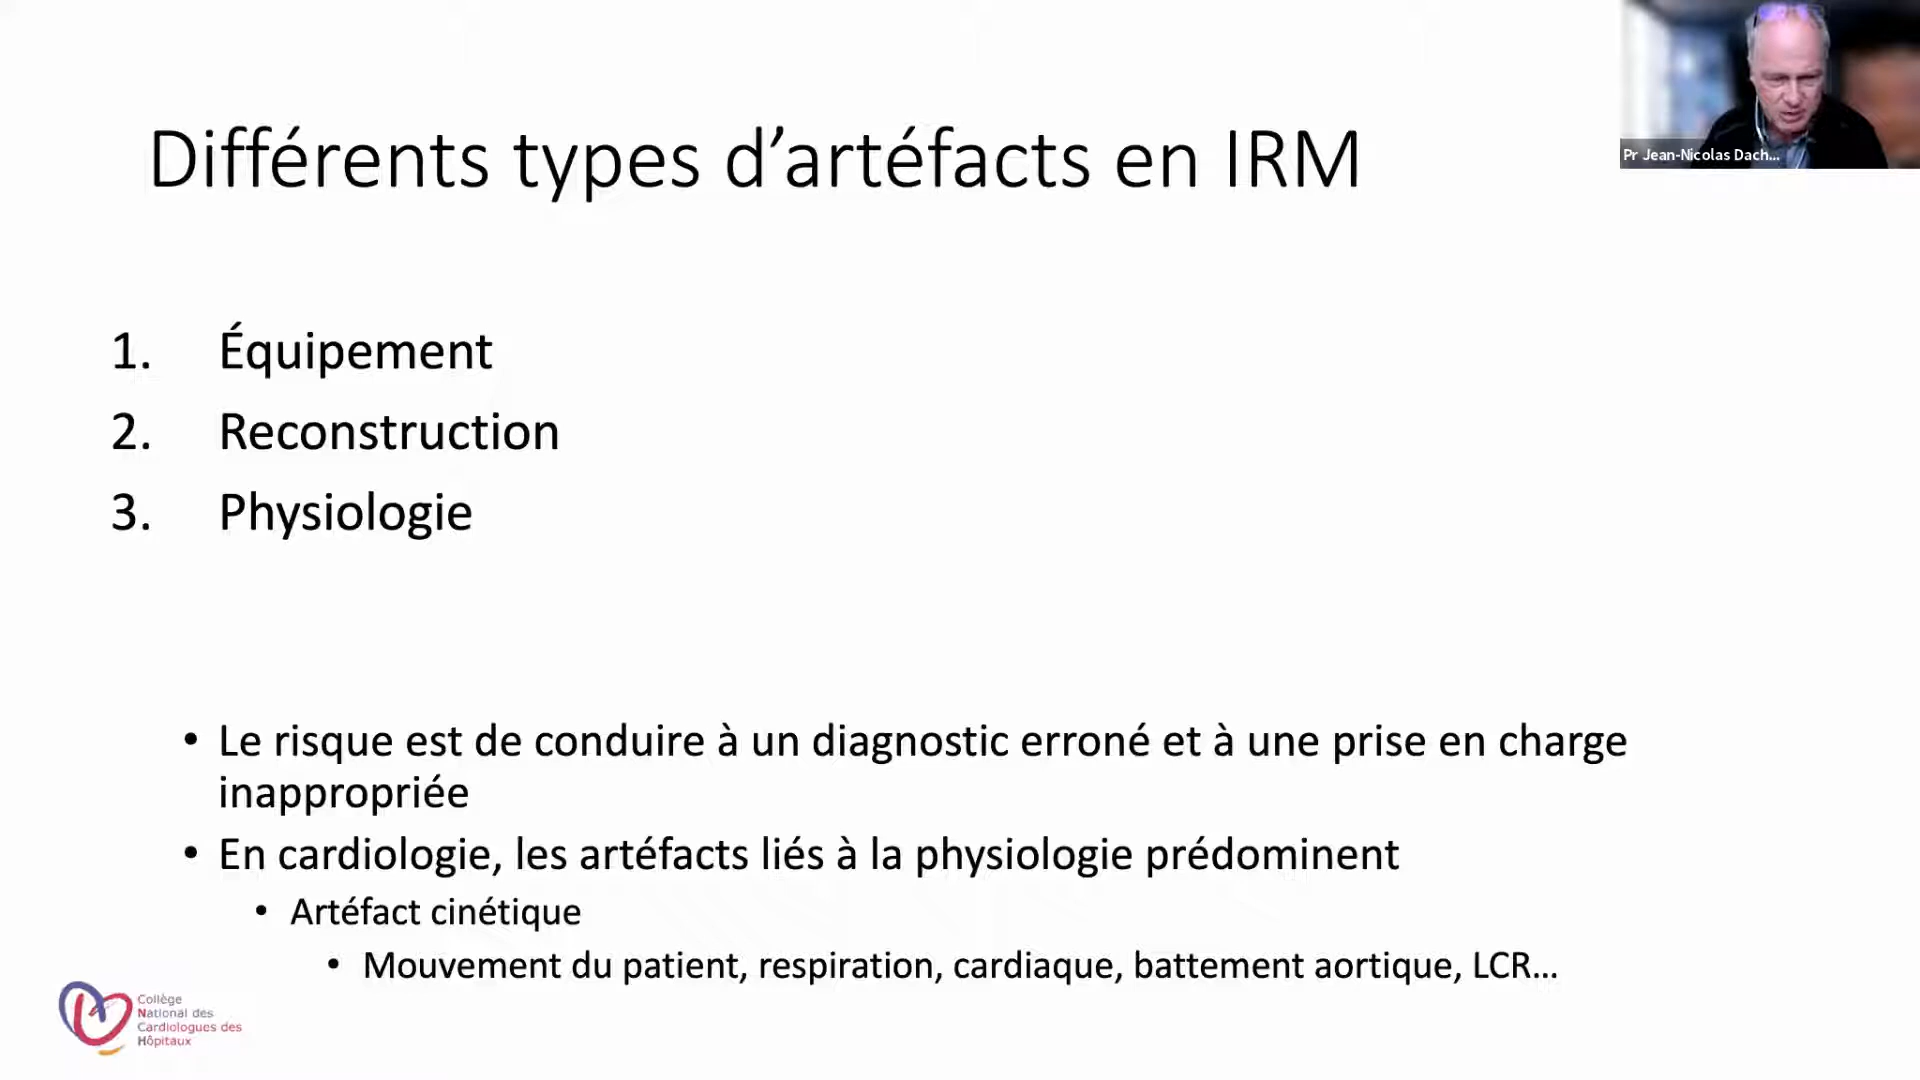 Différents types d’artéfacts en IRM
Pr Jean-Nicolas Dach...
1. Équipement
2. Reconstruction
3. Physiologie
• Le risque est de conduire à un diagnostic erroné et à une prise en charge
inappropriée
• En cardiologie, les artéfacts liés à la physiologie prédominent
• Artéfact cinétique
• Mouvement du patient, respiration, cardiaque, battement aortique, LCR…
Collège
National des
Cardiologues des
Hôpitaux